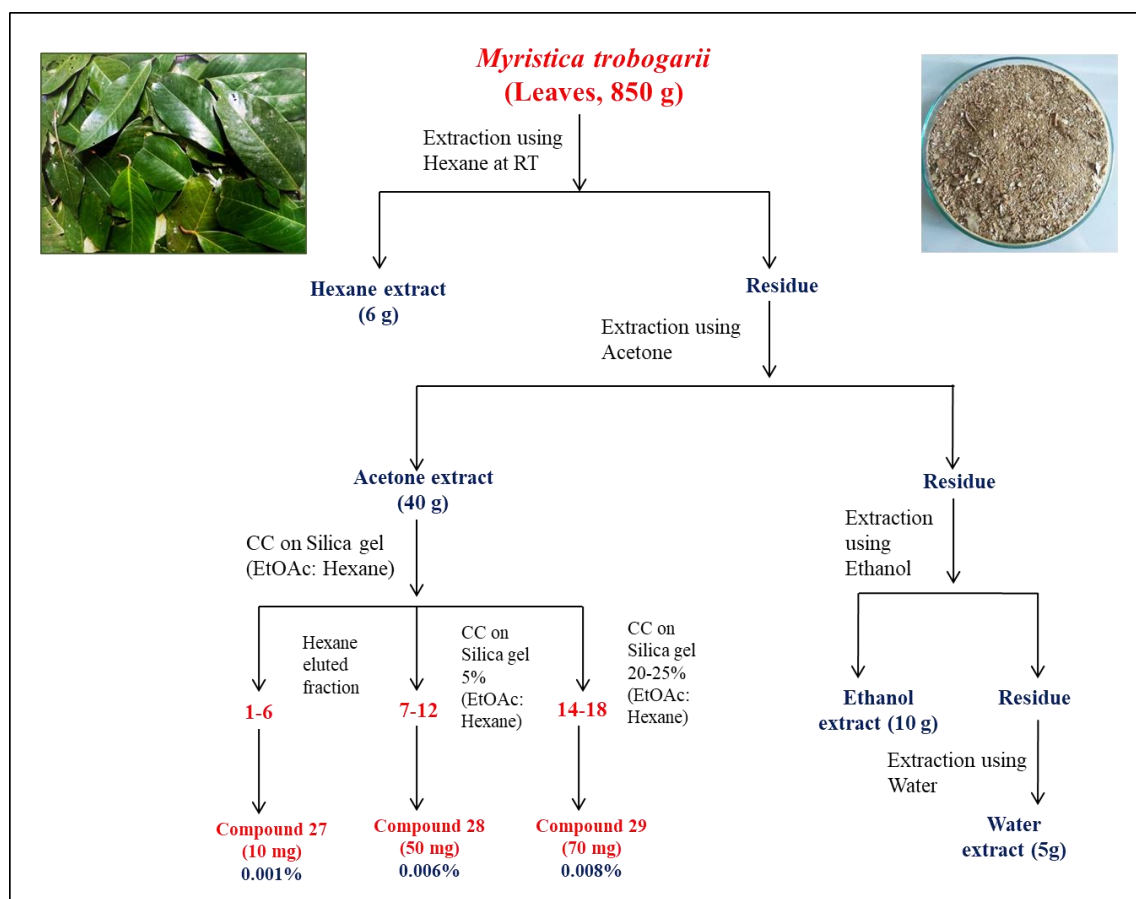 Myristica trobogarii
(Leaves, 850 g)
Extraction using
Hexane at RT
Hexane extract
(6 g)
Residue
Extraction using
Acetone
Acetone extract
(40 g)
Residue
CC on Silica gel
(EtOAc: Hexane)
Extraction
using
Ethanol
Hexane
eluted
fraction
CC on
Silica gel
5%
(EtOAc:
Hexane)
CC on
Silica gel
20-25%
(EtOAc:
Hexane)
1-6
7-12
14-18
Ethanol
extract (10 g)
Residue
Extraction using
Water
Compound 27
(10 mg)
0.001%
Compound 28
(50 mg)
0.006%
Compound 29
(70 mg)
0.008%
Water
extract (5g)